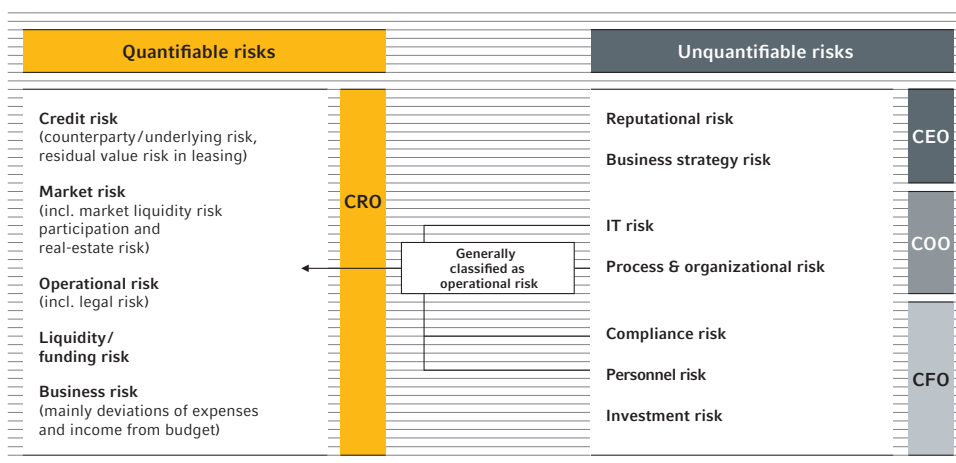 Quantifiable risks
Credit risk
(counterparty/underlying risk,
residual value risk in leasing)
Market risk
(incl. market liquidity risk
participation and
real-estate risk)
Operational risk
(incl. legal risk)
Liquidity/
funding risk
Business risk
(mainly deviations of expenses
and income from budget)
CRO
Generally
classified as
operational risk
Unquantifiable risks
Reputational risk
Business strategy risk
CEO
IT risk
Process & organizational risk
COO
Compliance risk
Personnel risk
Investment risk
CFO